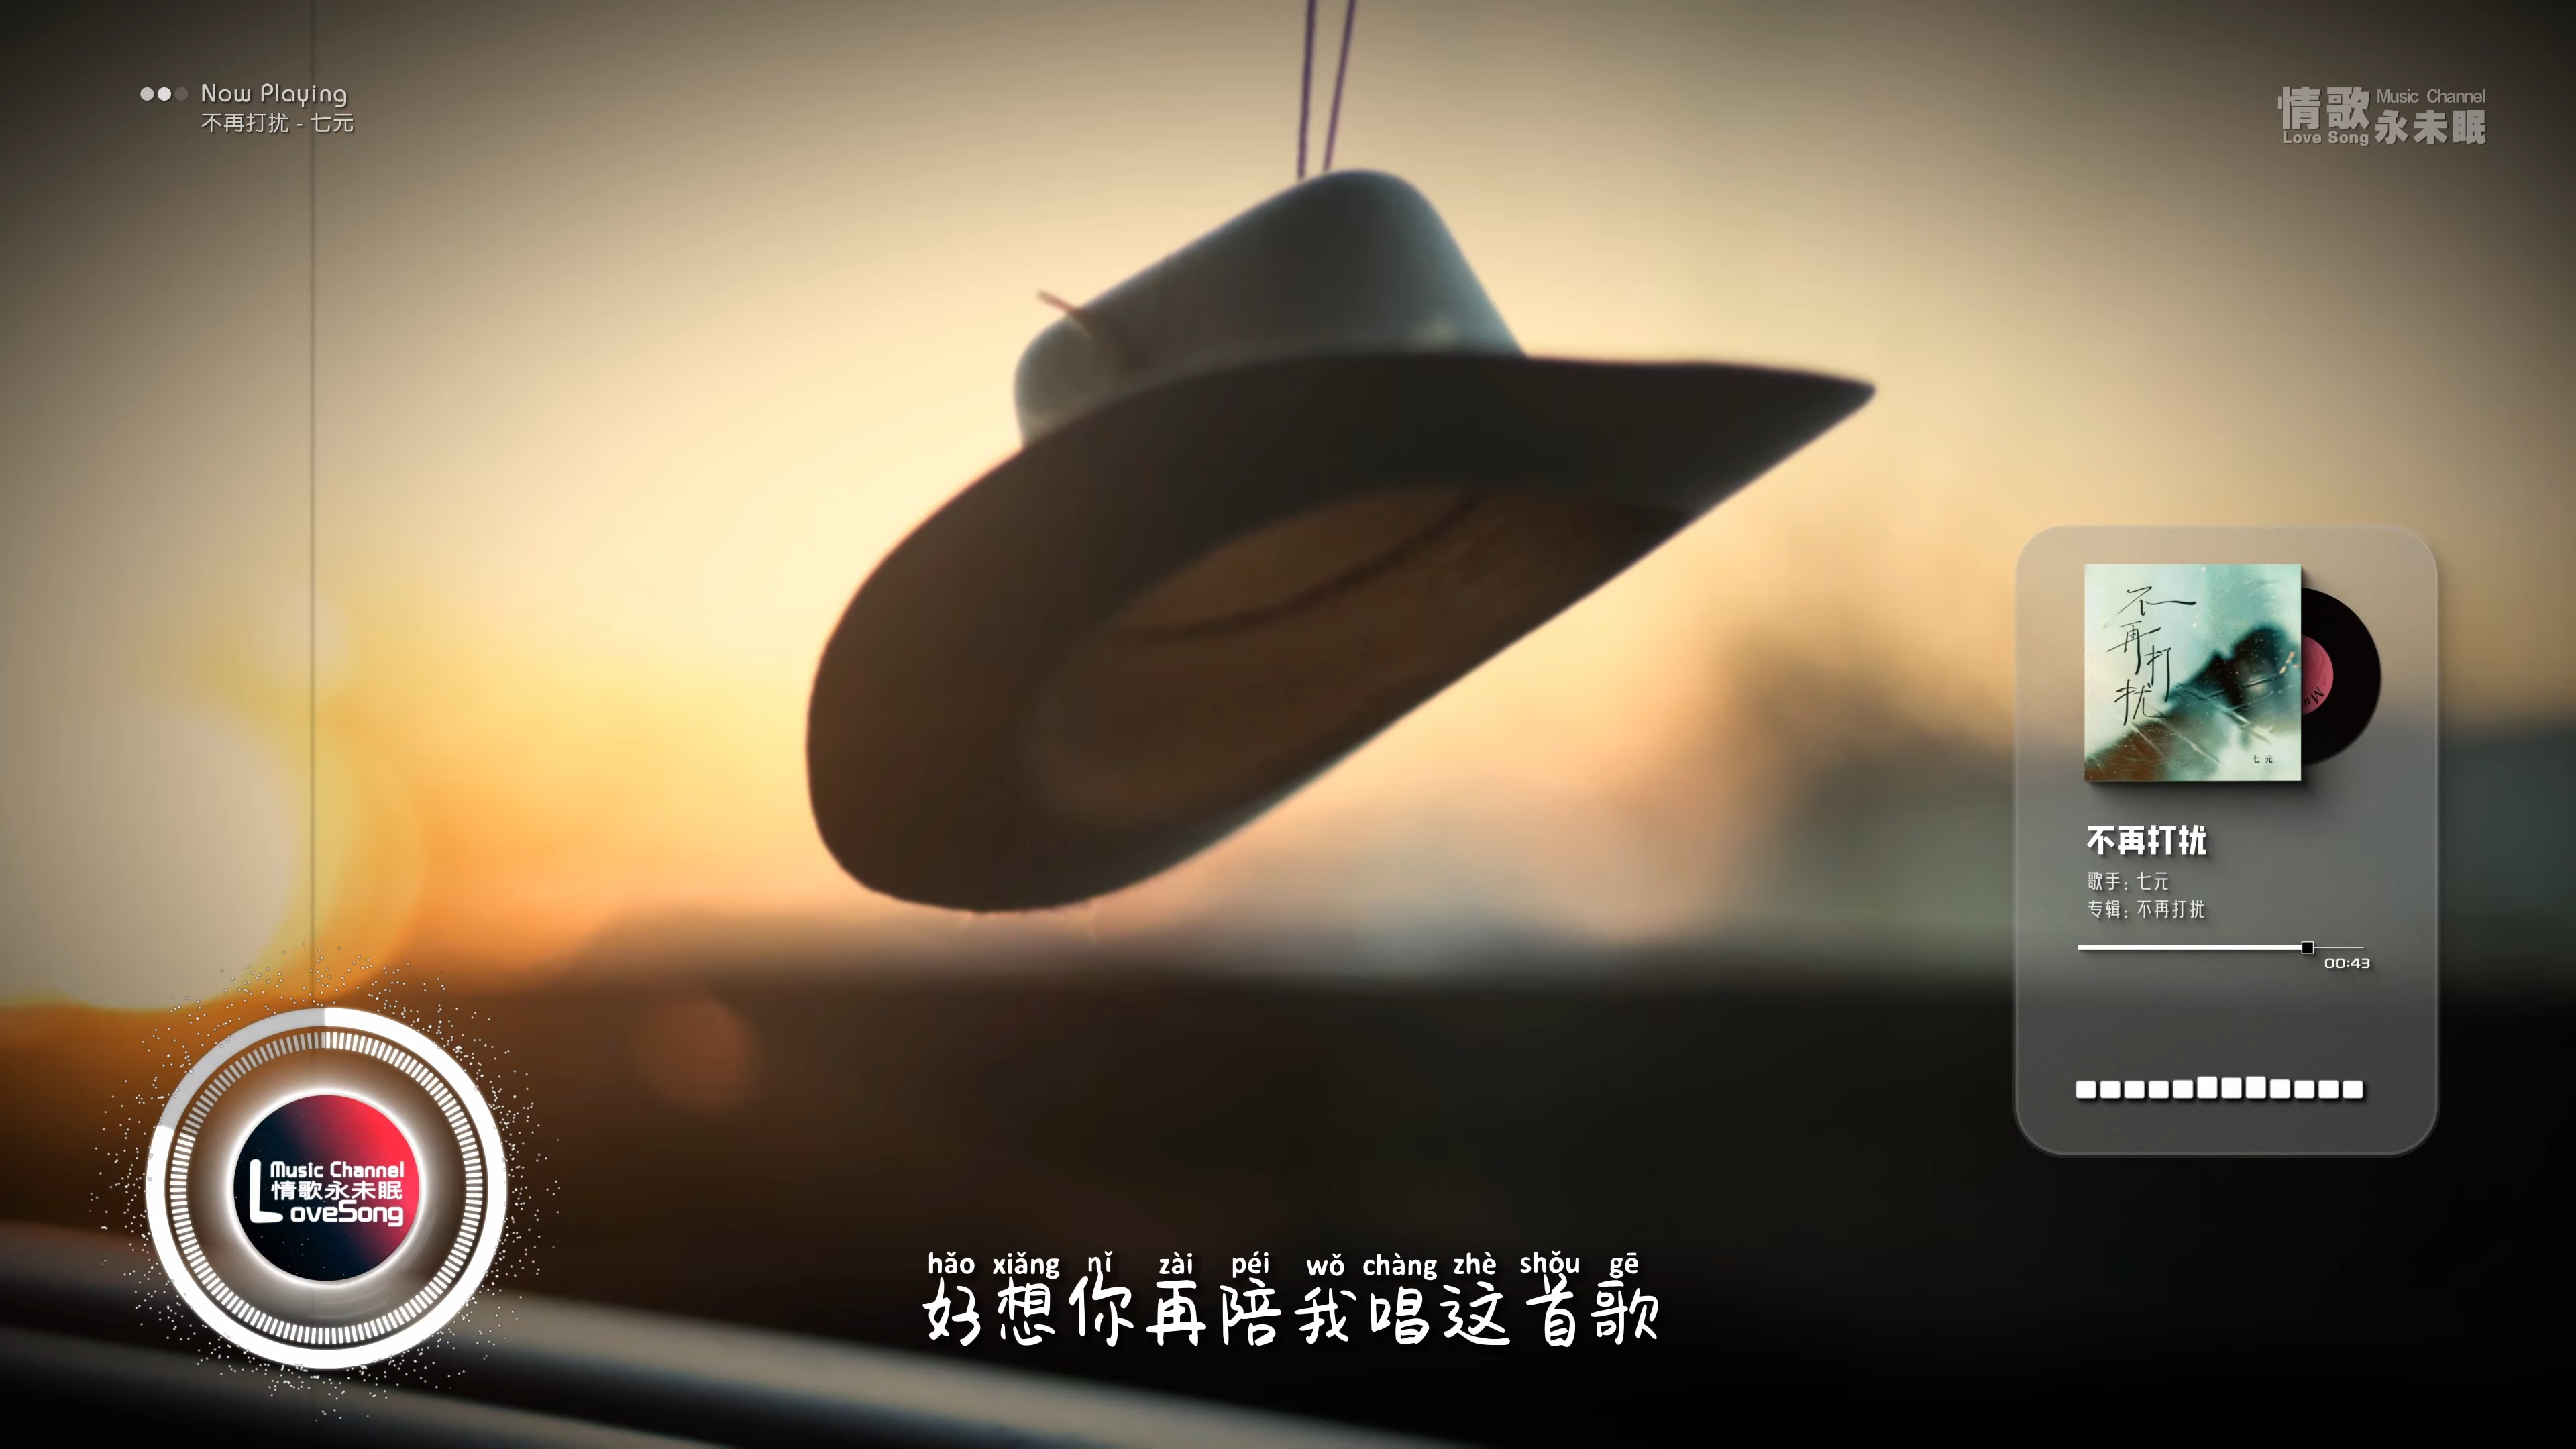 Now Playing
不再打扰 - 七元
情歌 Music Channel
Love Song 永未眠
不再打扰
七元
不再打扰
歌手: 七元
专辑: 不再打扰
00:43
Music Channel
情歌永未眠
LoveSong
hǎo xiǎng nǐ zài péi wǒ chàng zhè shǒu gē
好想你再陪我唱这首歌